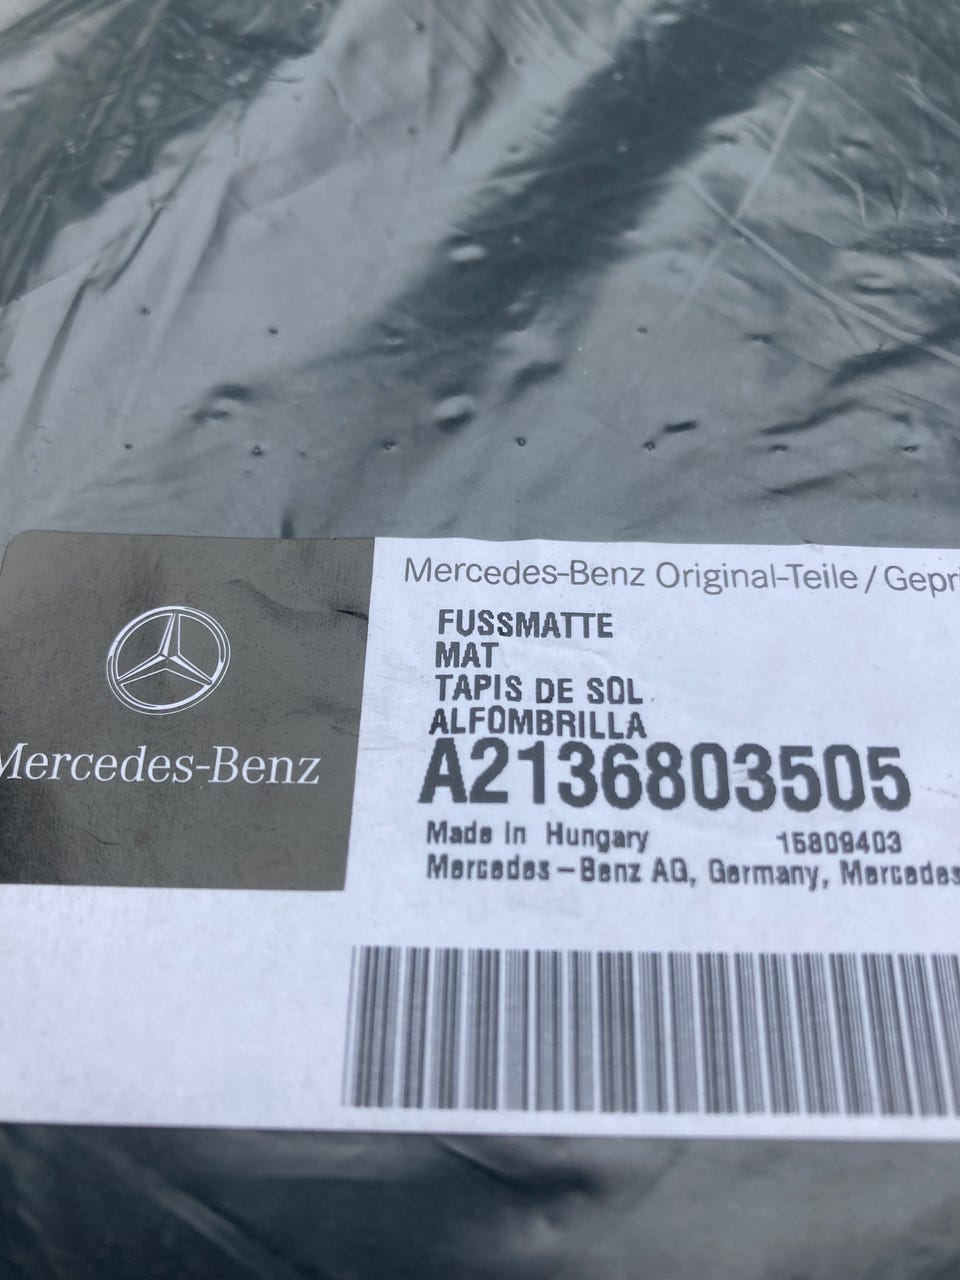 Mercedes-Benz
Mercedes-Benz Original-Teile / Gepr
FUSSMATTE
MAT
TAPIS DE SOL
ALFOMBRILLA
A2136803505
Made in Hungary 15809403
Mercedes-Benz AG, Germany, Mercedes